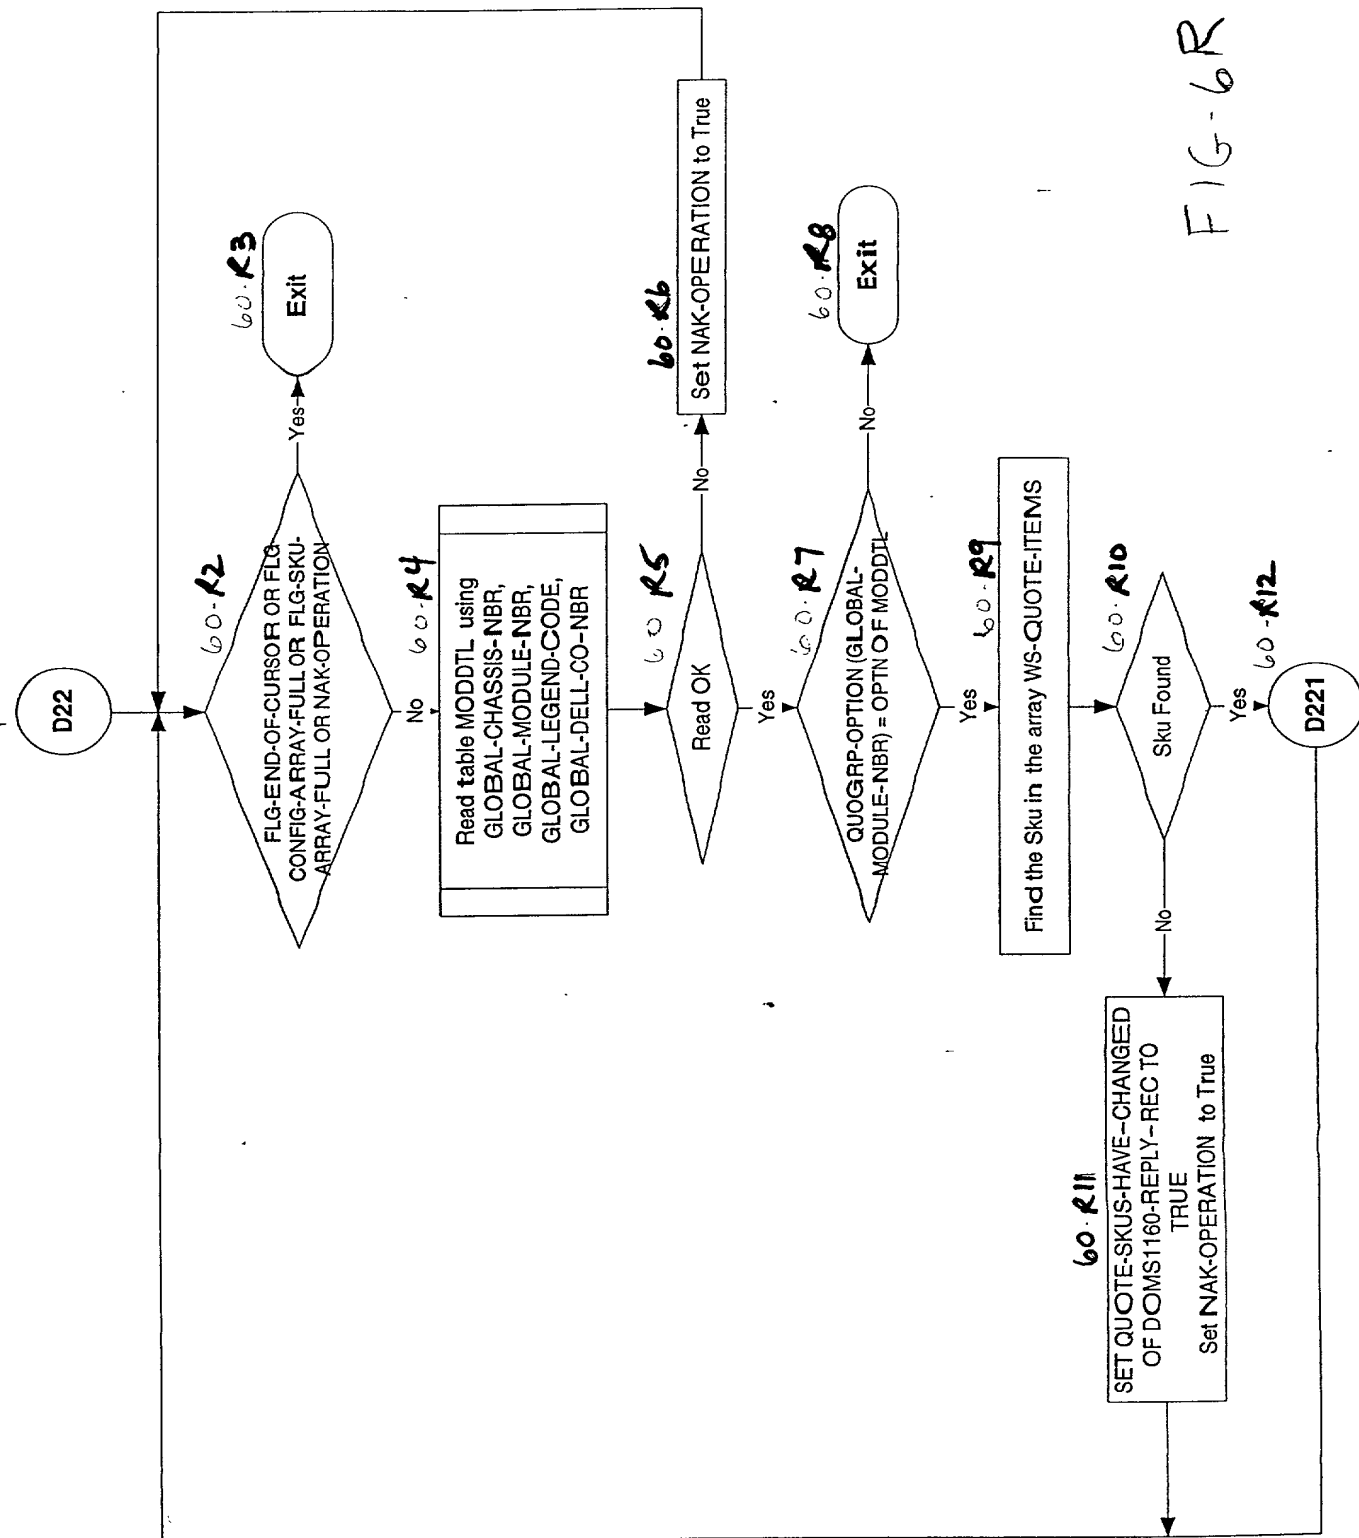 D22
60-R2
FLG-END-OF-CURSOR OR FLG-
CONFIG-ARRAY-FULL OR FLG-SKU-
ARRAY-FULL OR NAK-OPERATION
Yes
60-R3
Exit
No
60-R4
Read table MODDTL using
GLOBAL-CHASSIS-NBR,
GLOBAL-MODULE-NBR,
GLOBAL-LEGEND-CODE,
GLOBAL-DELL-CO-NBR
60 R5
Read OK
No
60-R6
Set NAK-OPERATION to True
Yes
60-R7
QUOGRP-OPTION (GLOBAL-
MODULE-NBR) = OPTN OF MODDTL
No
60-R8
Exit
Yes
60-R9
Find the Sku in the array WS-QUOTE-ITEMS
60-R10
Sku Found
No
60-R11
SET QUOTE-SKUS-HAVE-CHANGED
OF DOMS1160-REPLY-REC TO
TRUE
Set NAK-OPERATION to True
Yes
60-R12
D221
FIG-6R